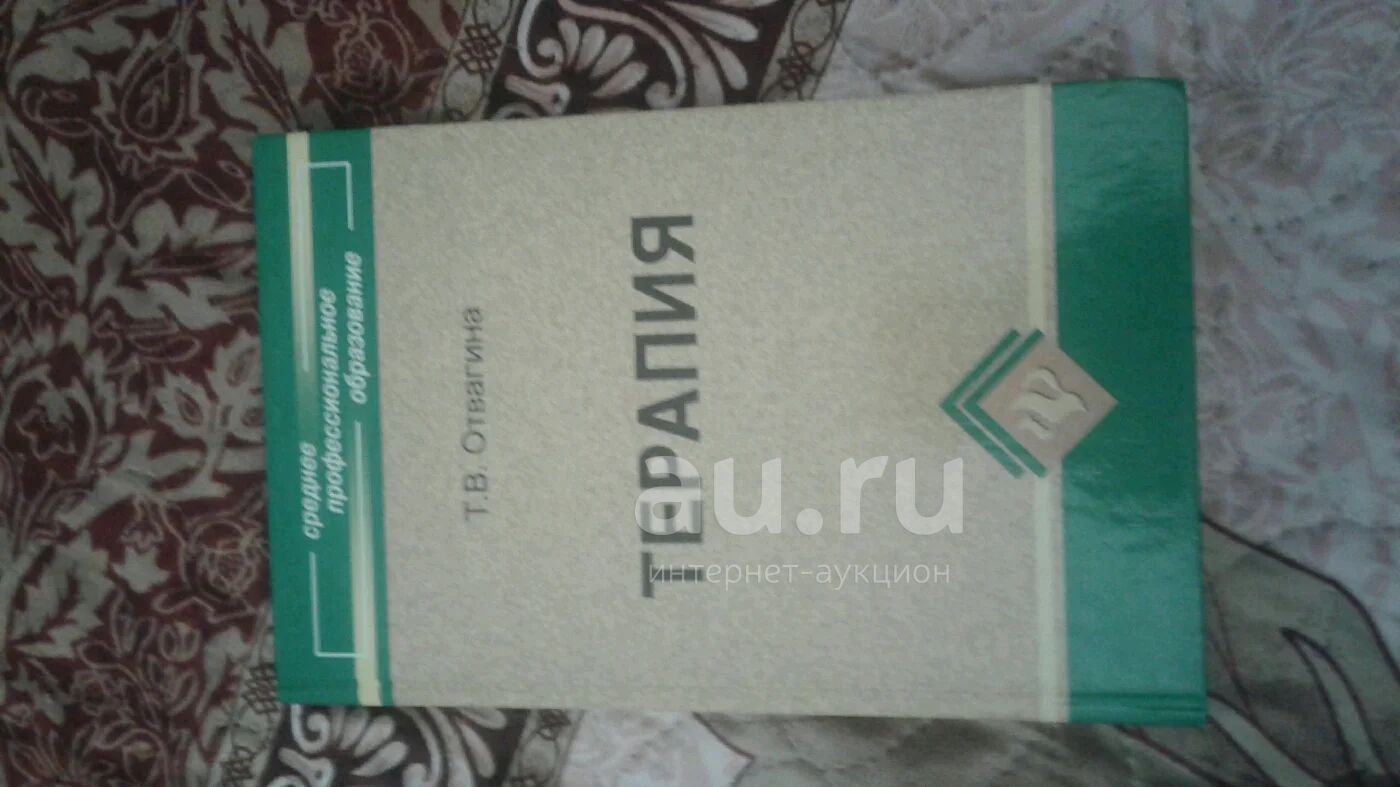 среднее
профессиональное
образование
Т.В. Отвагина
ТЕРАПИЯ
au.ru
интернет-аукцион